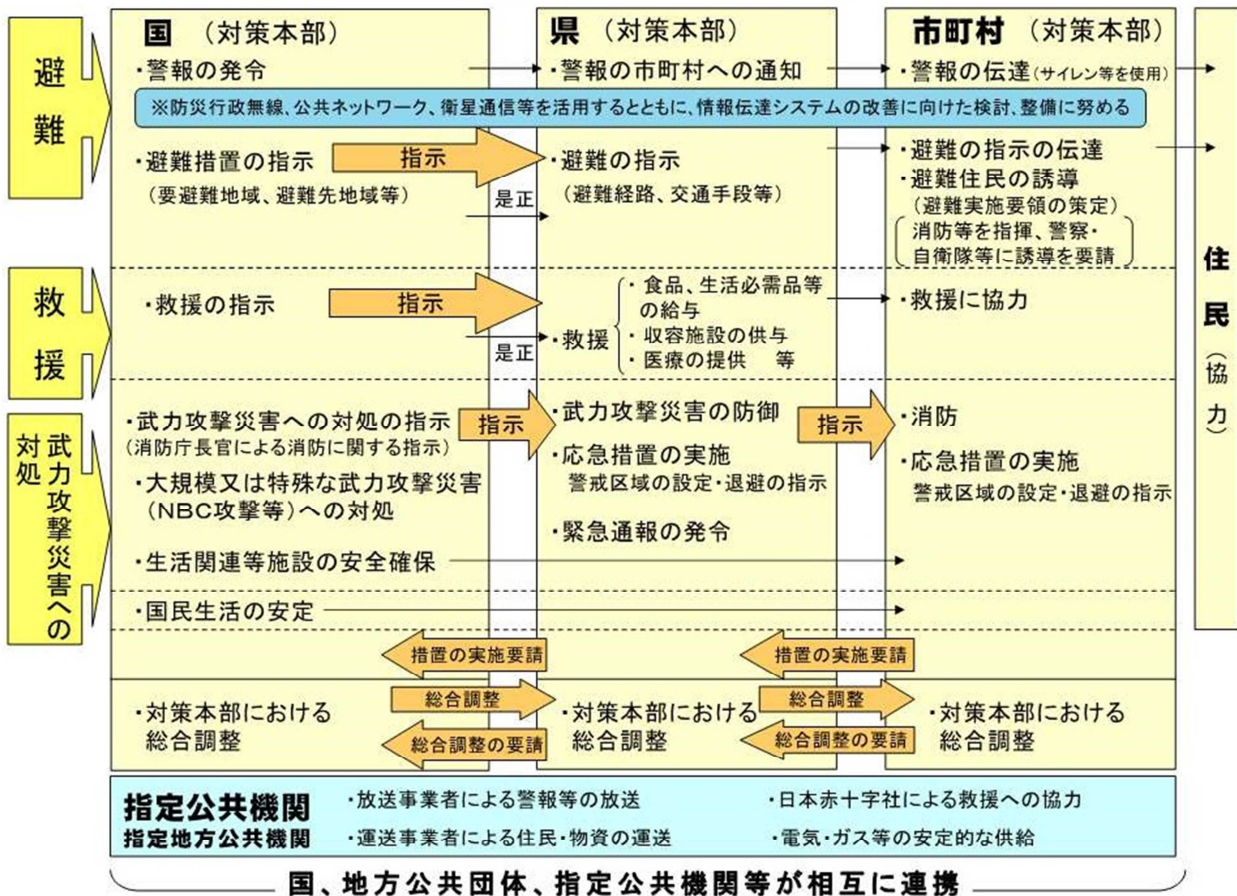 避難
国 (対策本部)
・警報の発令
県 (対策本部)
・警報の市町村への通知
市町村 (対策本部)
・警報の伝達(サイレン等を使用)
※防災行政無線、公共ネットワーク、衛星通信等を活用するとともに、情報伝達システムの改善に向けた検討、整備に努める
・避難措置の指示
(要避難地域、避難先地域等)
指示
是正
・避難の指示
(避難経路、交通手段等)
・避難の指示の伝達
・避難住民の誘導
(避難実施要領の策定)
消防等を指揮、警察・
自衛隊等に誘導を要請
救援
・救援の指示
指示
是正
・救援
・食品、生活必需品等
の給与
・収容施設の供与
・医療の提供 等
・救援に協力
武力攻撃災害への
対処
・武力攻撃災害への対処の指示
(消防庁長官による消防に関する指示)
・大規模又は特殊な武力攻撃災害
(NBC攻撃等)への対処
・生活関連等施設の安全確保
・国民生活の安定
指示
・武力攻撃災害の防御
・応急措置の実施
警戒区域の設定・退避の指示
・緊急通報の発令
指示
・消防
・応急措置の実施
警戒区域の設定・退避の指示
措置の実施要請
措置の実施要請
・対策本部における
総合調整
総合調整
総合調整の要請
・対策本部における
総合調整
総合調整
総合調整の要請
・対策本部における
総合調整
住民(協力)
指定公共機関
指定地方公共機関
・放送事業者による警報等の放送
・日本赤十字社による救援への協力
・運送事業者による住民・物資の運送
・電気・ガス等の安定的な供給
国、地方公共団体、指定公共機関等が相互に連携